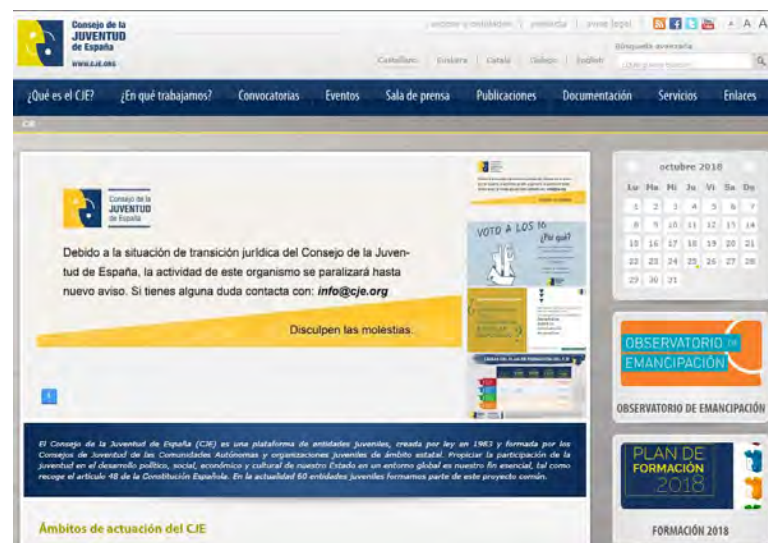 Consejo de la
JUVENTUD
de España
www.cje.org
aviso legal
A A A
Búsqueda avanzada
Castellano | Euskera | Català | Galego | English
¿Qué es el CJE? ¿En qué trabajamos? Convocatorias Eventos Sala de prensa Publicaciones Documentación Servicios Enlaces
CJE
Consejo de la
JUVENTUD
de España
Debido a la situación de transición jurídica del Consejo de la Juven-
tud de España, la actividad de este organismo se paralizará hasta
nuevo aviso. Si tienes alguna duda contacta con: info@cje.org
Disculpen las molestias.
VOTO A LOS 16
¿Por qué?
El Consejo de la Juventud de España (CJE) es una plataforma de entidades juveniles, creada por ley en 1983 y formada por los
Consejos de Juventud de las Comunidades Autónomas y organizaciones juveniles de ámbito estatal. Propiciar la participación de la
juventud en el desarrollo político, social, económico y cultural de nuestro Estado en un entorno global es nuestro fin esencial, tal como
recoge el artículo 48 de la Constitución Española. En la actualidad 60 entidades juveniles formamos parte de este proyecto común.
Ámbitos de actuación del CJE
octubre 2018
Lu Ma Mi Ju Vi Sa Do
1 2 3 4 5 6 7
8 9 10 11 12 13 14
15 16 17 18 19 20 21
22 23 24 25 26 27 28
29 30 31
OBSERVATORIO DE
EMANCIPACIÓN
OBSERVATORIO DE EMANCIPACIÓN
PLAN DE
FORMACIÓN
2018
FORMACIÓN 2018